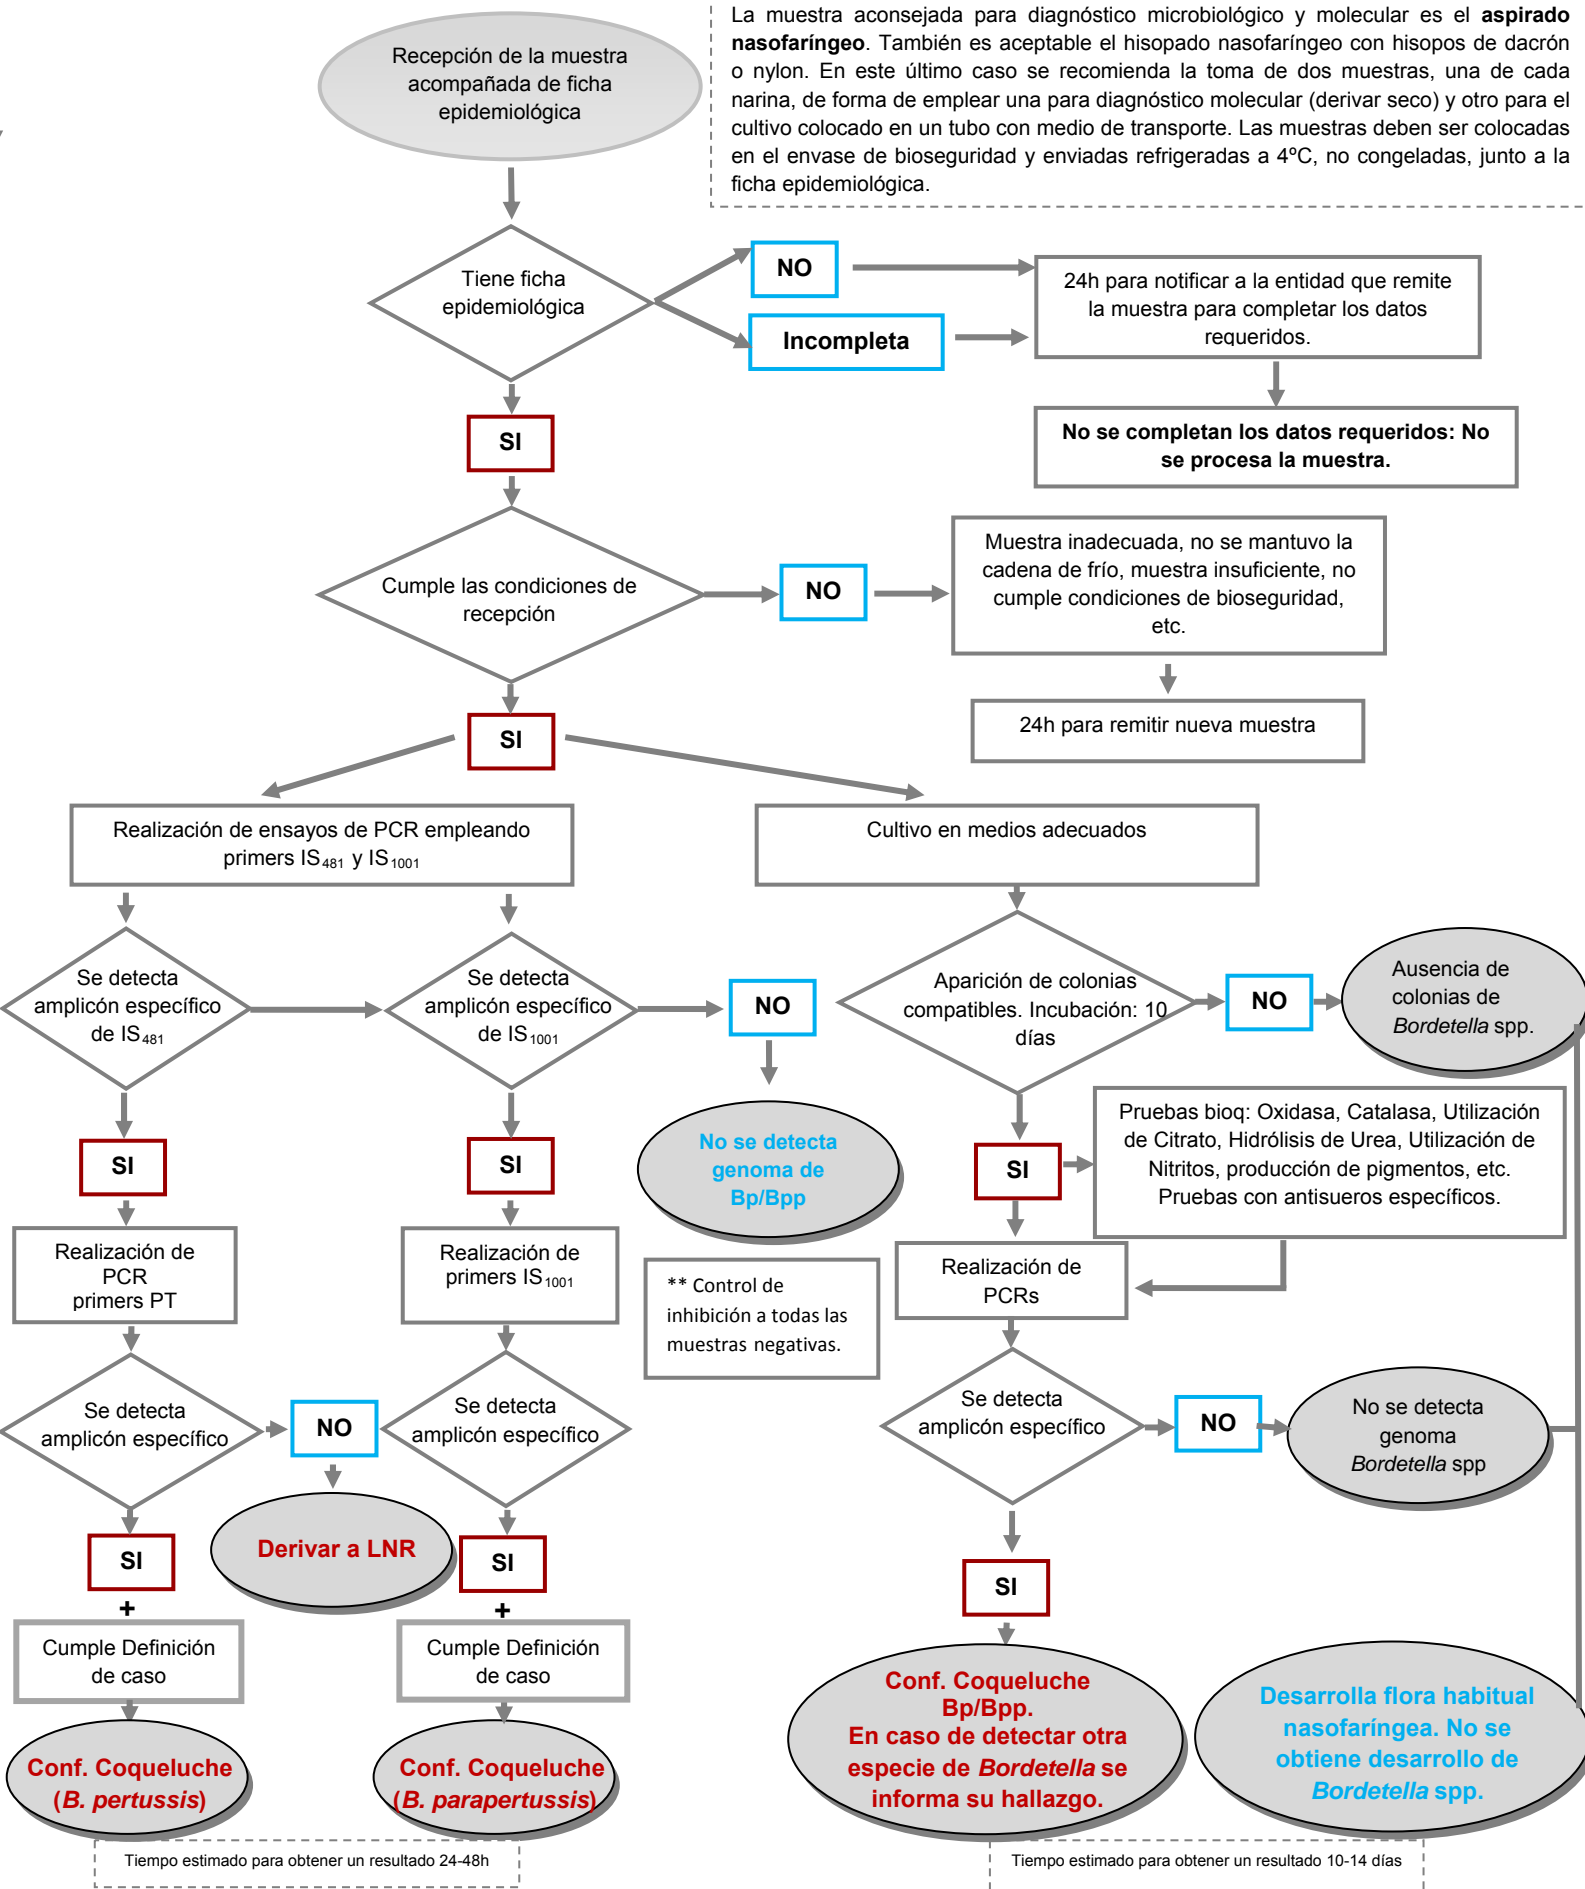 Recepción de la muestra
acompañada de ficha
epidemiológica
La muestra aconsejada para diagnóstico microbiológico y molecular es el aspirado
nasofaríngeo. También es aceptable el hisopado nasofaríngeo con hisopos de dacrón
o nylon. En este último caso se recomienda la toma de dos muestras, una de cada
narina, de forma de emplear una para diagnóstico molecular (derivar seco) y otro para el
cultivo colocado en un tubo con medio de transporte. Las muestras deben ser colocadas
en el envase de bioseguridad y enviadas refrigeradas a 4ºC, no congeladas, junto a la
ficha epidemiológica.
Tiene ficha
epidemiológica
NO
Incompleta
24h para notificar a la entidad que remite
la muestra para completar los datos
requeridos.
No se completan los datos requeridos: No
se procesa la muestra.
SI
Cumple las condiciones de
recepción
NO
Muestra inadecuada, no se mantuvo la
cadena de frío, muestra insuficiente, no
cumple condiciones de bioseguridad,
etc.
24h para remitir nueva muestra
SI
Realización de ensayos de PCR empleando
primers IS481 y IS1001
Cultivo en medios adecuados
Se detecta
amplicón específico
de IS481
Se detecta
amplicón específico
de IS1001
NO
No se detecta
genoma de
Bp/Bpp
Aparición de colonias
compatibles. Incubación: 10
días
NO
Ausencia de
colonias de
Bordetella spp.
SI
SI
SI
Pruebas bioq: Oxidasa, Catalasa, Utilización
de Citrato, Hidrólisis de Urea, Utilización de
Nitritos, producción de pigmentos, etc.
Pruebas con antisueros específicos.
Realización de
PCR
primers PT
Realización de
primers IS1001
** Control de
inhibición a todas las
muestras negativas.
Realización de
PCRs
Se detecta
amplicón específico
NO
Se detecta
amplicón específico
Se detecta
amplicón específico
NO
No se detecta
genoma
Bordetella spp
Derivar a LNR
SI
+
Cumple Definición
de caso
SI
+
Cumple Definición
de caso
SI
Conf. Coqueluche
(B. pertussis)
Conf. Coqueluche
(B. parapertussis)
Conf. Coqueluche
Bp/Bpp.
En caso de detectar otra
especie de Bordetella se
informa su hallazgo.
Desarrolla flora habitual
nasofaríngea. No se
obtiene desarrollo de
Bordetella spp.
Tiempo estimado para obtener un resultado 24-48h
Tiempo estimado para obtener un resultado 10-14 días